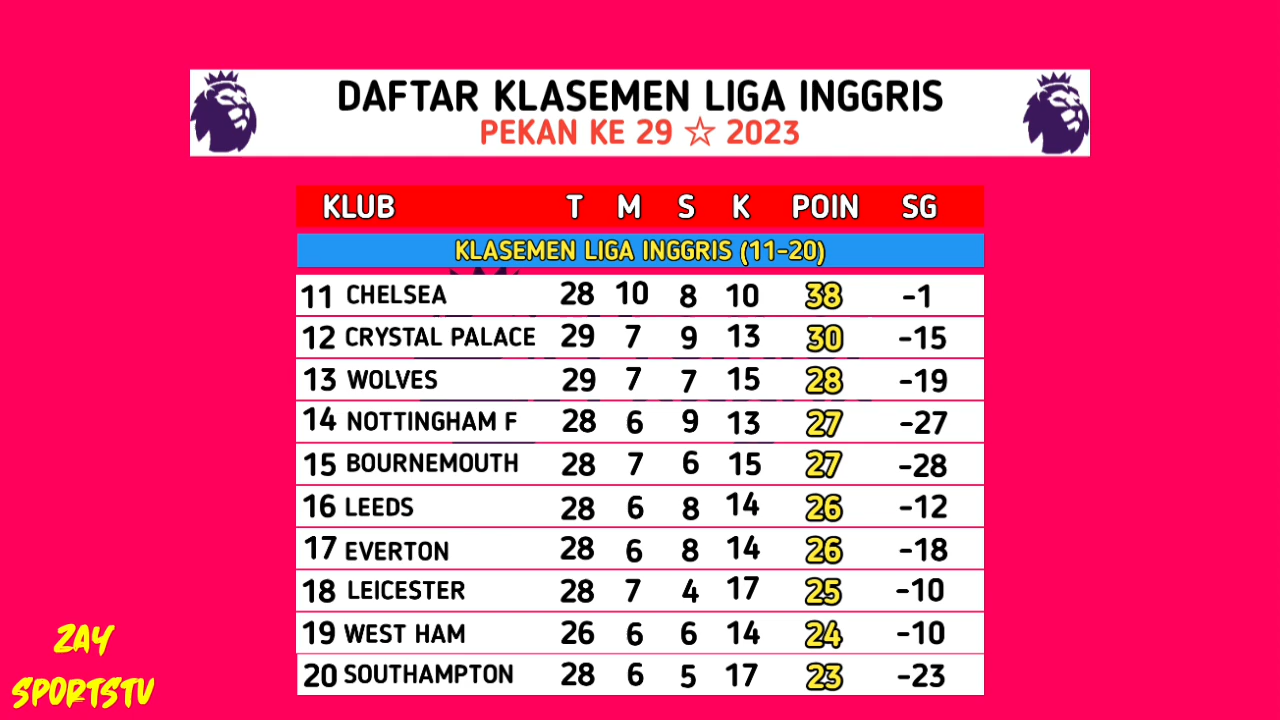 DAFTAR KLASEMEN LIGA INGGRIS
PEKAN KE 29 ☆ 2023
KLUB T M S K POIN SG
KLASEMEN LIGA INGGRIS (11-20)
11 CHELSEA 28 10 8 10 38 -1
12 CRYSTAL PALACE 29 7 9 13 30 -15
13 WOLVES 29 7 7 15 28 -19
14 NOTTINGHAM F 28 6 9 13 27 -27
15 BOURNEMOUTH 28 7 6 15 27 -28
16 LEEDS 28 6 8 14 26 -12
17 EVERTON 28 6 8 14 26 -18
18 LEICESTER 28 7 4 17 25 -10
19 WEST HAM 26 6 6 14 24 -10
20 SOUTHAMPTON 28 6 5 17 23 -23
ZAY
SPORTSTV